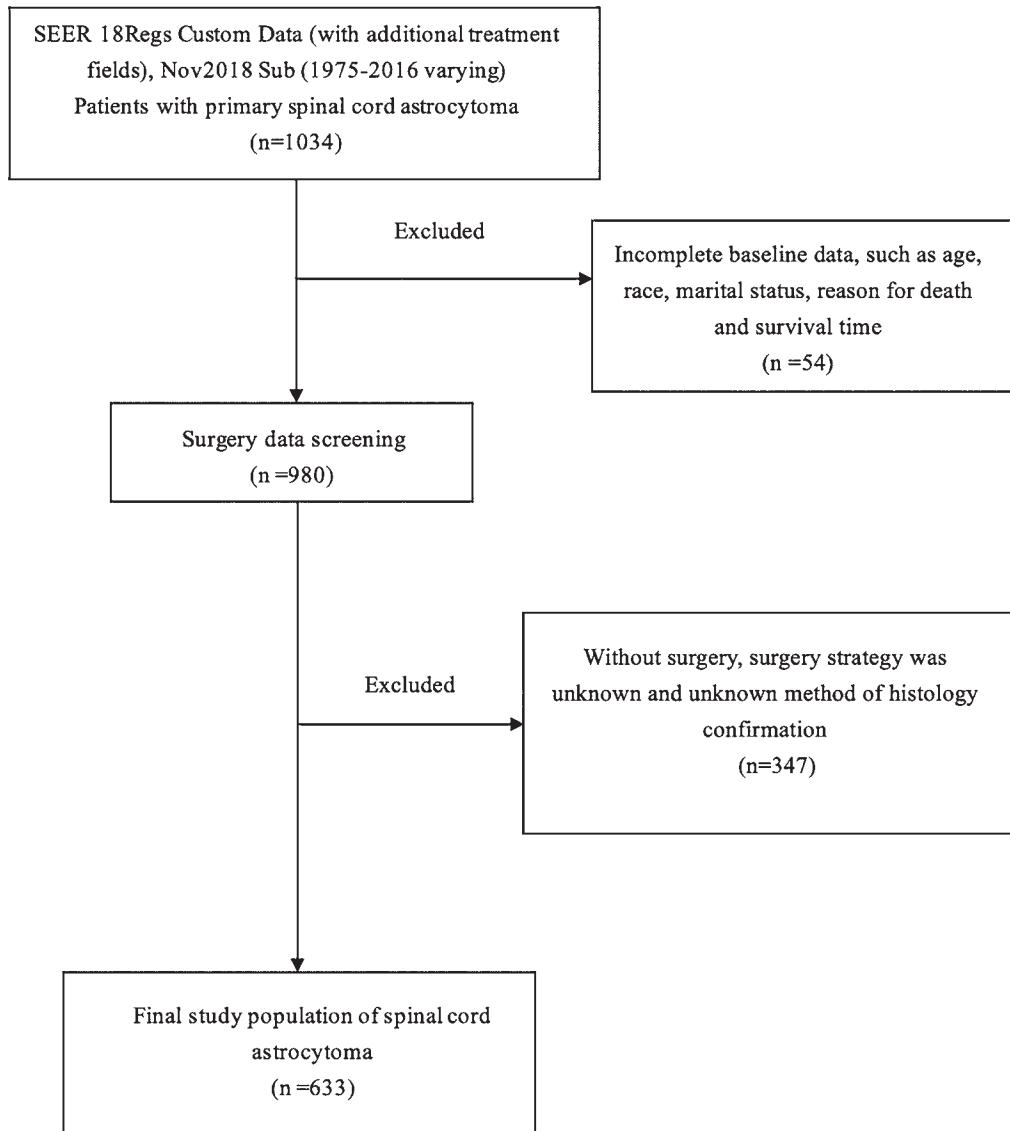 SEER 18Regs Custom Data (with additional treatment
fields), Nov2018 Sub (1975-2016 varying)
Patients with primary spinal cord astrocytoma
(n=1034)
Excluded
Incomplete baseline data, such as age,
race, marital status, reason for death
and survival time
(n =54)
Surgery data screening
(n =980)
Excluded
Without surgery, surgery strategy was
unknown and unknown method of histology
confirmation
(n=347)
Final study population of spinal cord
astrocytoma
(n =633)